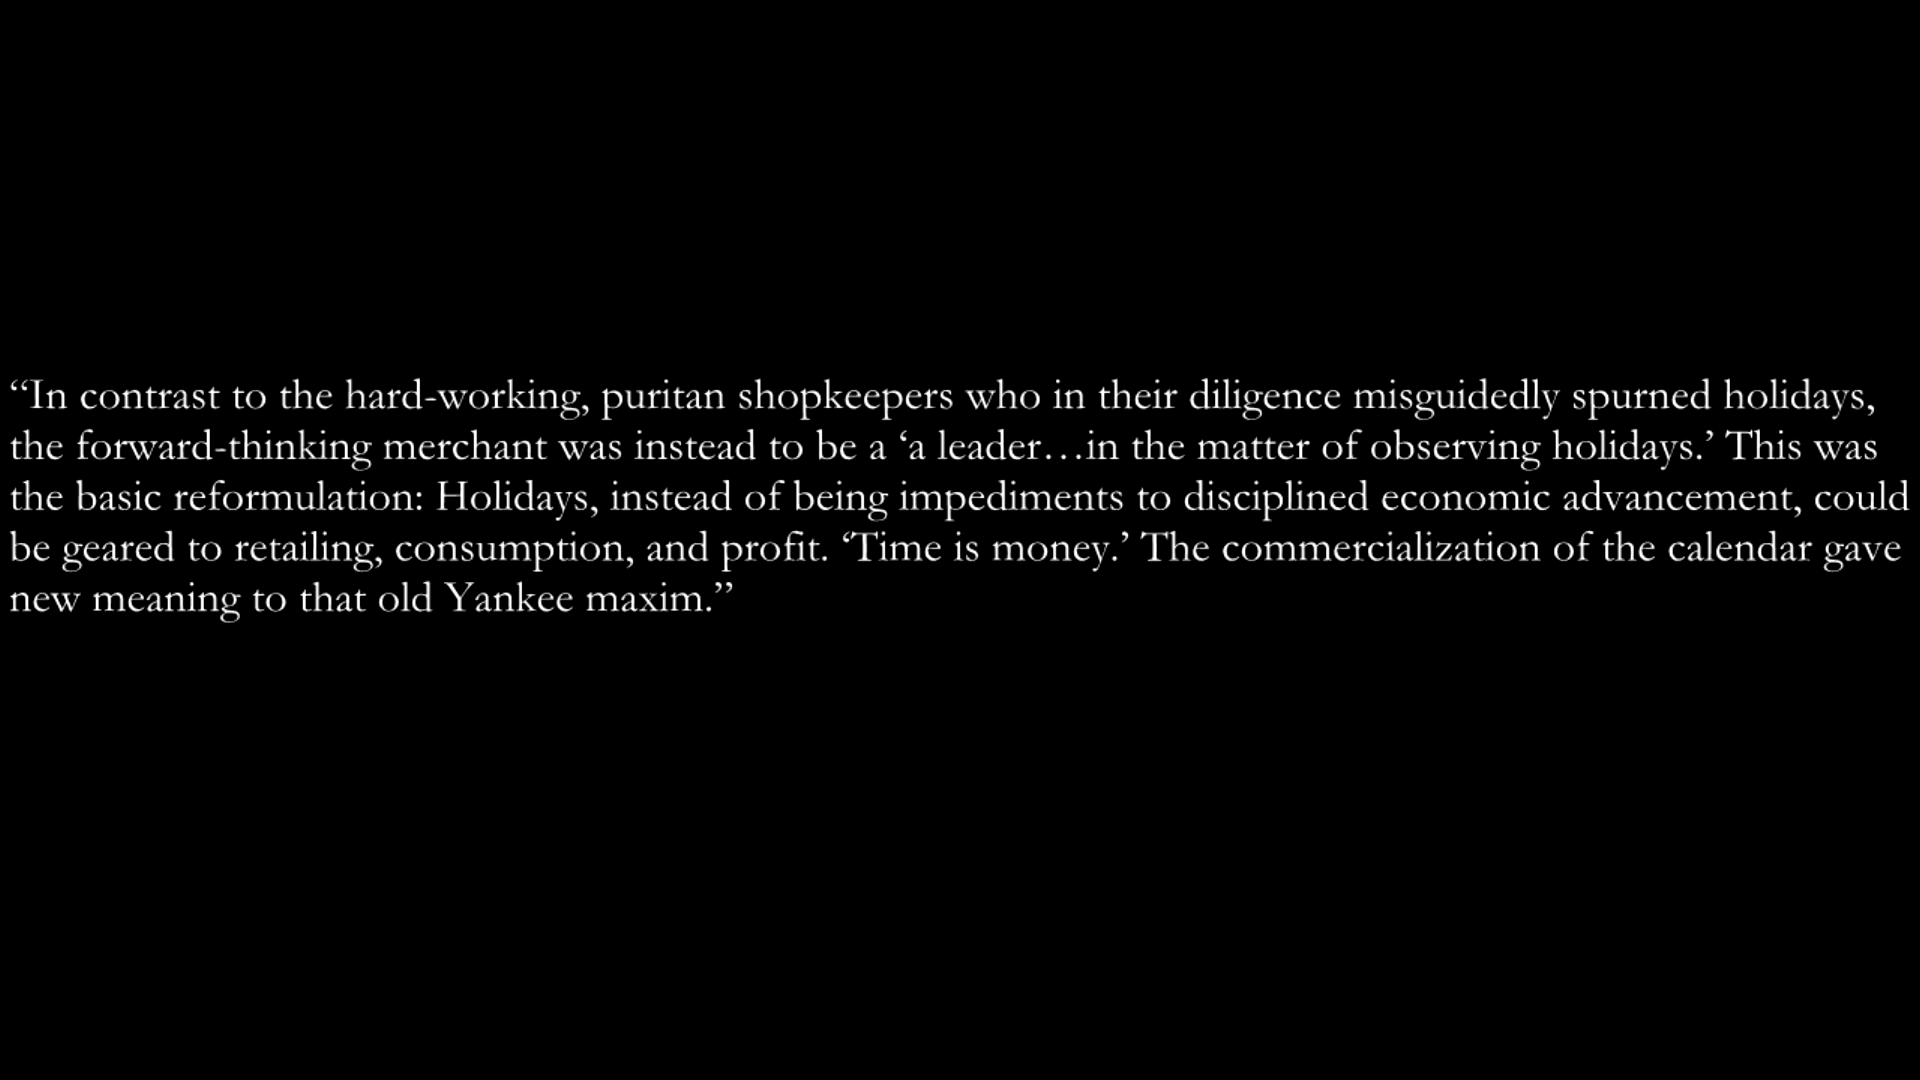 “In contrast to the hard-working, puritan shopkeepers who in their diligence misguidedly spurned holidays,
the forward-thinking merchant was instead to be a ‘a leader…in the matter of observing holidays.’ This was
the basic reformulation: Holidays, instead of being impediments to disciplined economic advancement, could
be geared to retailing, consumption, and profit. ‘Time is money.’ The commercialization of the calendar gave
new meaning to that old Yankee maxim.”